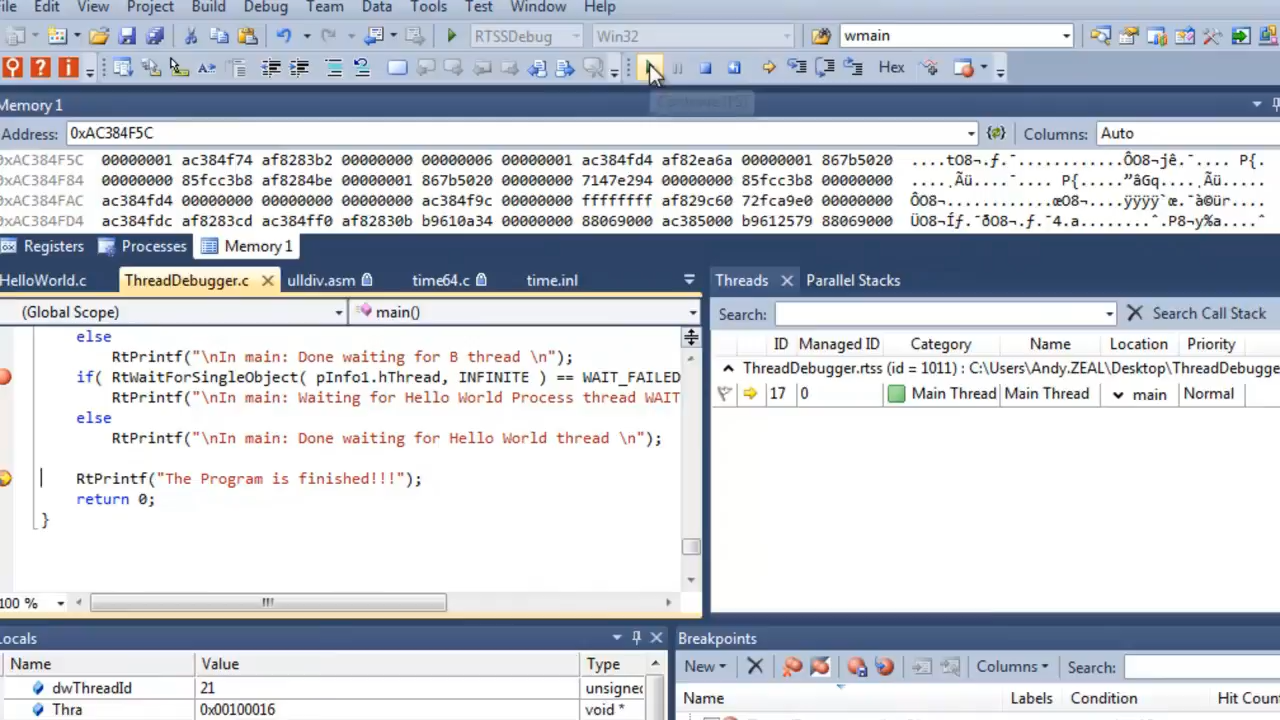 File Edit View Project Build Debug Team Data Tools Test Window Help
RTSSDebug Win32 wmain
Hex
Continue (F5)
Memory 1
Address: 0xAC384F5C Columns: Auto
0xAC384F5C 00000001 ac384f74 af8283b2 00000000 00000006 00000001 ac384fd4 af82ea6a 00000001 867b5020
0xAC384F84 00000000 85fcc3b8 af8284be 00000001 867b5020 00000000 7147e294 00000000 85fcc3b8 00000000
0xAC384FAC ac384fd4 00000000 ac384f9c 00000000 ffffffff af829c60 72fca9e0 00000000 00000000 00000000
0xAC384FD4 ac384fdc af8283cd ac384ff0 af82830b b9610a34 00000000 88069000 ac385000 b9612579 88069000
Registers Processes Memory 1
HelloWorld.c ThreadDebugger.c ulldiv.asm time64.c time.inl
(Global Scope) main()
else
RtPrintf("\nIn main: Done waiting for B thread \n");
if( RtWaitForSingleObject( pInfo1.hThread, INFINITE ) == WAIT_FAILED
RtPrintf("\nIn main: Waiting for Hello World Process thread WAIT
else
RtPrintf("\nIn main: Done waiting for Hello World thread \n");
RtPrintf("The Program is finished!!!");
return 0;
}
100 %
Threads Parallel Stacks
Search: Search Call Stack
ID Managed ID Category Name Location Priority
ThreadDebugger.rtss (id = 1011) : C:\Users\Andy.ZEAL\Desktop\ThreadDebugge
17 0 Main Thread Main Thread main Normal
Locals
Name Value Type
dwThreadId 21 unsigned
Thra 0x00100016 void *
Breakpoints
New Columns Search:
Name Labels Condition Hit Coun